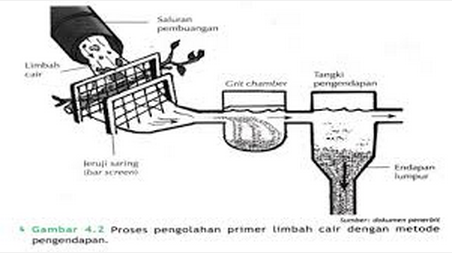 Saluran
pembuangan
Limbah
cair
Grit chamber
Tangki
pengendapan
Jeruji saring
(bar screen)
Endapan
lumpur
Sumber: dokumen penerbit
Gambar 4.2 Proses pengolahan primer limbah cair dengan metode
pengendapan.